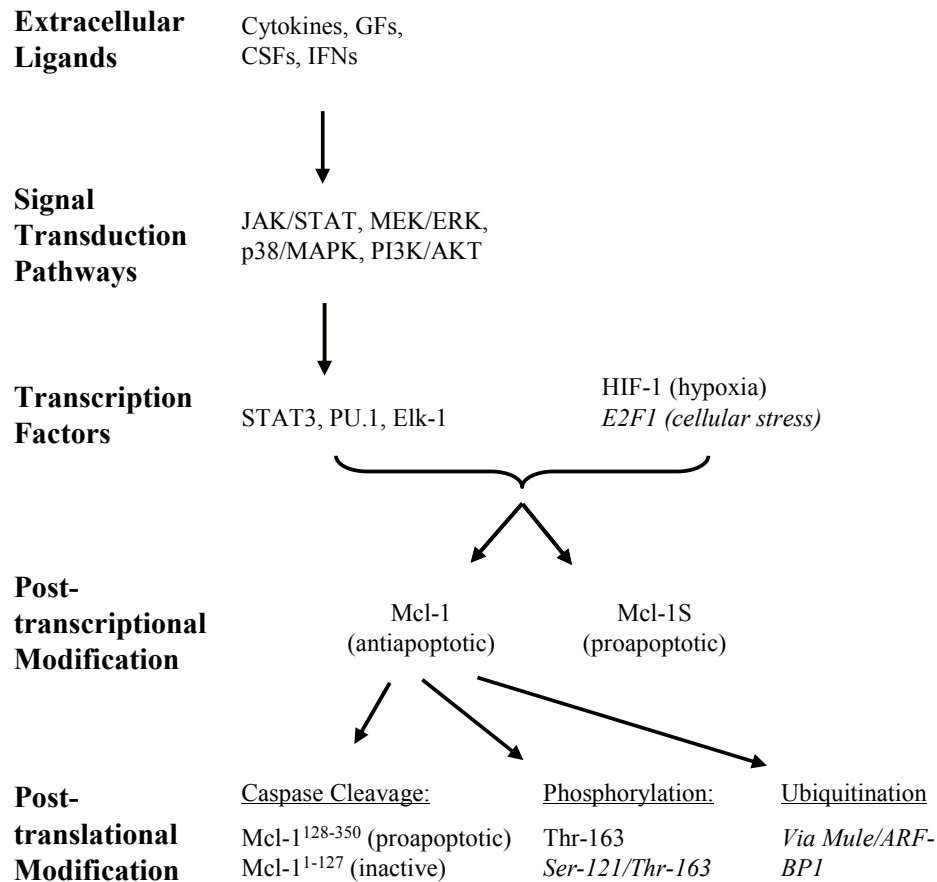 Extracellular
Ligands
Cytokines, GFs,
CSFs, IFNs
Signal
Transduction
Pathways
JAK/STAT, MEK/ERK,
p38/MAPK, PI3K/AKT
Transcription
Factors
STAT3, PU.1, Elk-1
HIF-1 (hypoxia)
E2F1 (cellular stress)
Post-
transcriptional
Modification
Mcl-1
(antiapoptotic)
Mcl-1S
(proapoptotic)
Post-
translational
Modification
Caspase Cleavage:
Mcl-1128-350 (proapoptotic)
Mcl-11-127 (inactive)
Phosphorylation:
Thr-163
Ser-121/Thr-163
Ubiquitination
Via Mule/ARF-
BP1